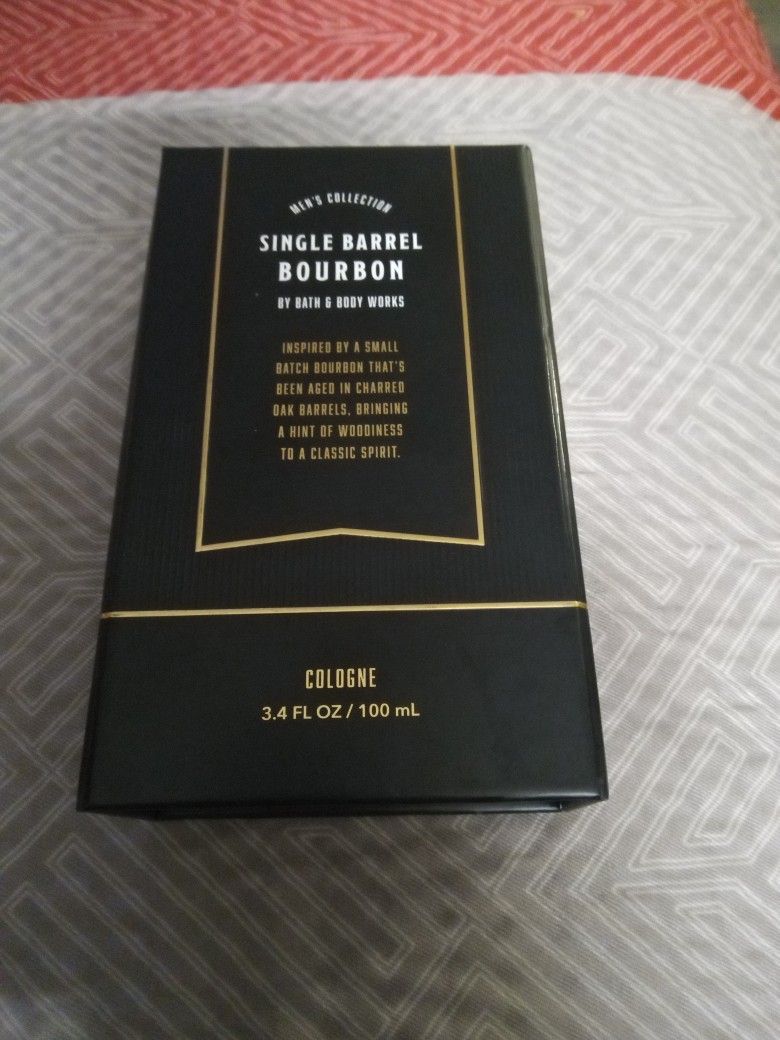 MEN'S COLLECTION
SINGLE BARREL
BOURBON
BY BATH & BODY WORKS
INSPIRED BY A SMALL
BATCH BOURBON THAT'S
BEEN AGED IN CHARRED
OAK BARRELS, BRINGING
A HINT OF WOODINESS
TO A CLASSIC SPIRIT.
COLOGNE
3.4 FL OZ / 100 mL